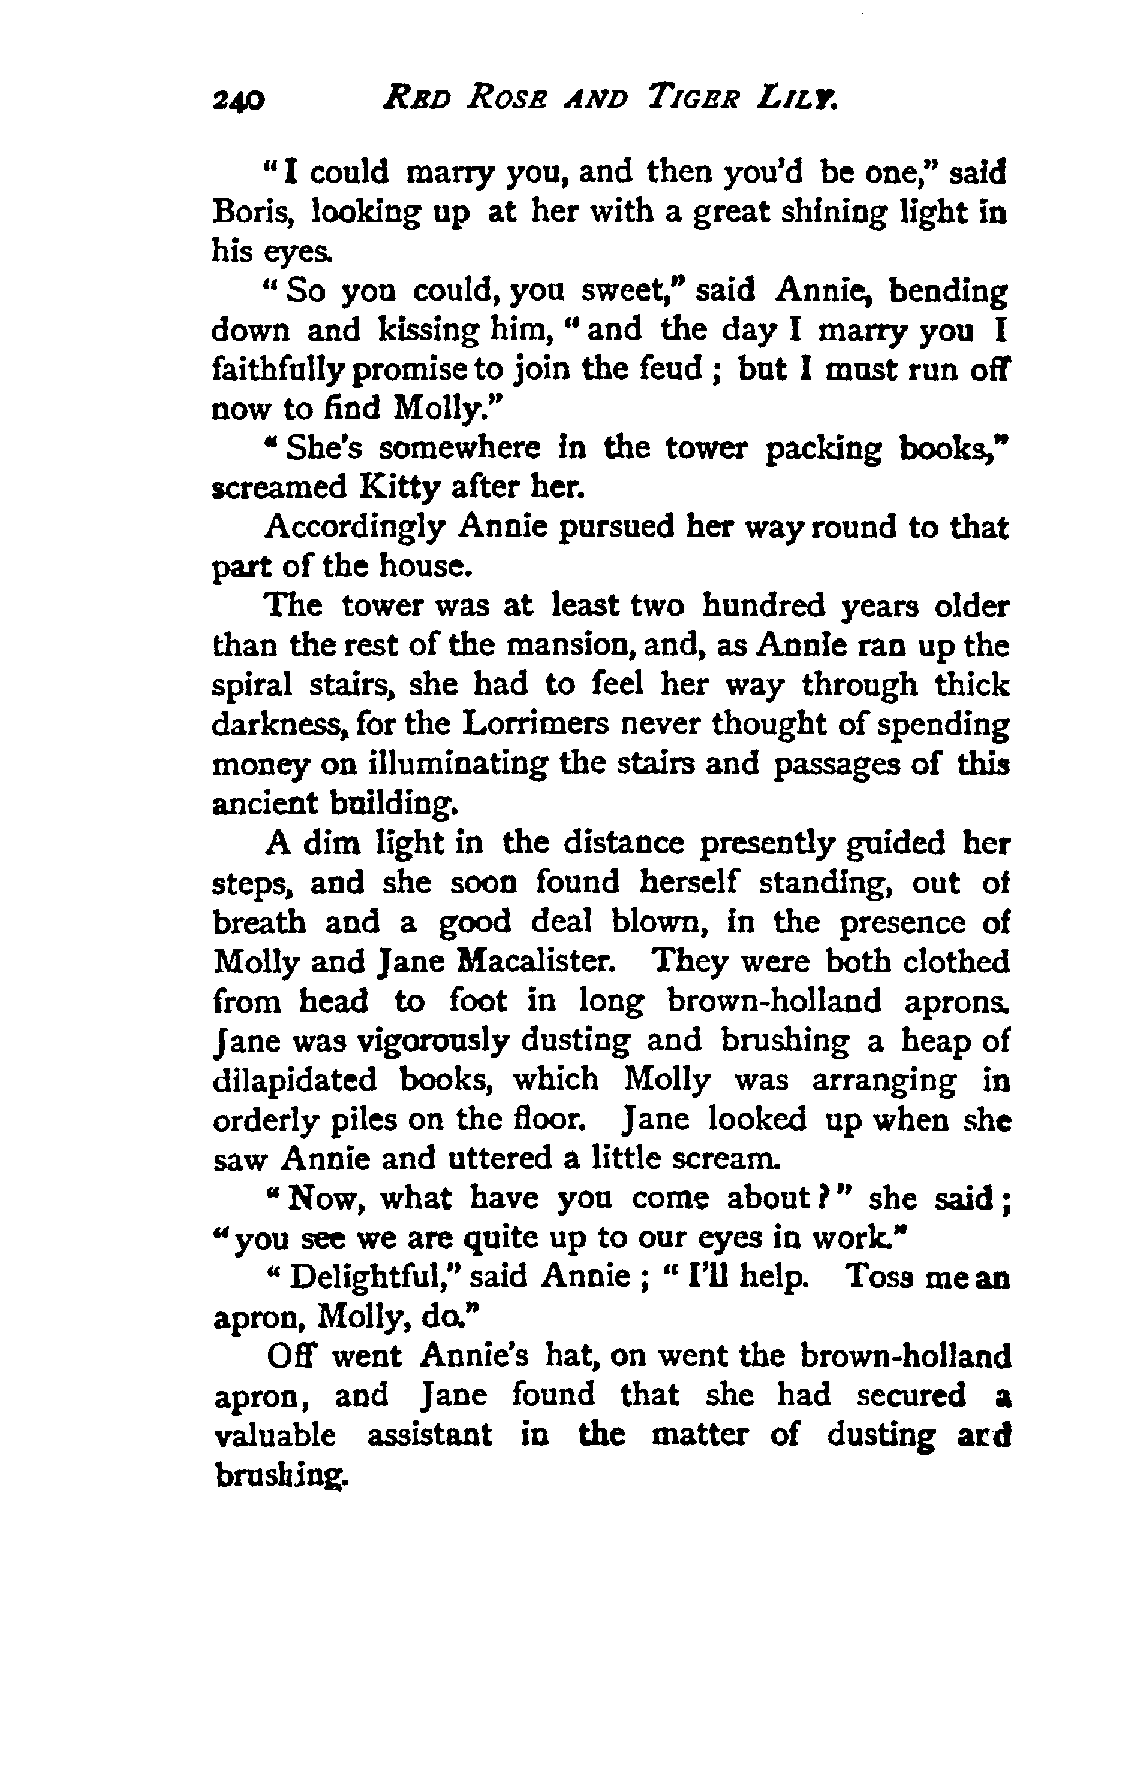 240 RED ROSE AND TIGER LILY.
"I could marry you, and then you'd be one," said
Boris, looking up at her with a great shining light in
his eyes.
"So you could, you sweet," said Annie, bending
down and kissing him, "and the day I marry you I
faithfully promise to join the feud; but I must run off
now to find Molly."
"She's somewhere in the tower packing books,"
screamed Kitty after her.
Accordingly Annie pursued her way round to that
part of the house.
The tower was at least two hundred years older
than the rest of the mansion, and, as Annie ran up the
spiral stairs, she had to feel her way through thick
darkness, for the Lorrimers never thought of spending
money on illuminating the stairs and passages of this
ancient building.
A dim light in the distance presently guided her
steps, and she soon found herself standing, out of
breath and a good deal blown, in the presence of
Molly and Jane Macalister. They were both clothed
from head to foot in long brown-holland aprons.
Jane was vigorously dusting and brushing a heap of
dilapidated books, which Molly was arranging in
orderly piles on the floor. Jane looked up when she
saw Annie and uttered a little scream.
"Now, what have you come about?" she said;
"you see we are quite up to our eyes in work."
"Delightful," said Annie; "I'll help. Toss me an
apron, Molly, do."
Off went Annie's hat, on went the brown-holland
apron, and Jane found that she had secured a
valuable assistant in the matter of dusting and
brushing.